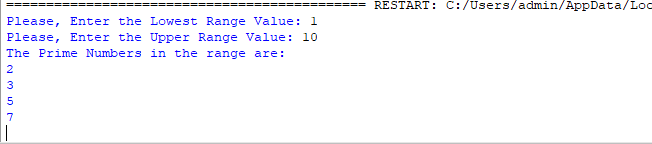 ================================================ RESTART: C:/Users/admin/AppData/Loc
Please, Enter the Lowest Range Value: 1
Please, Enter the Upper Range Value: 10
The Prime Numbers in the range are:
2
3
5
7